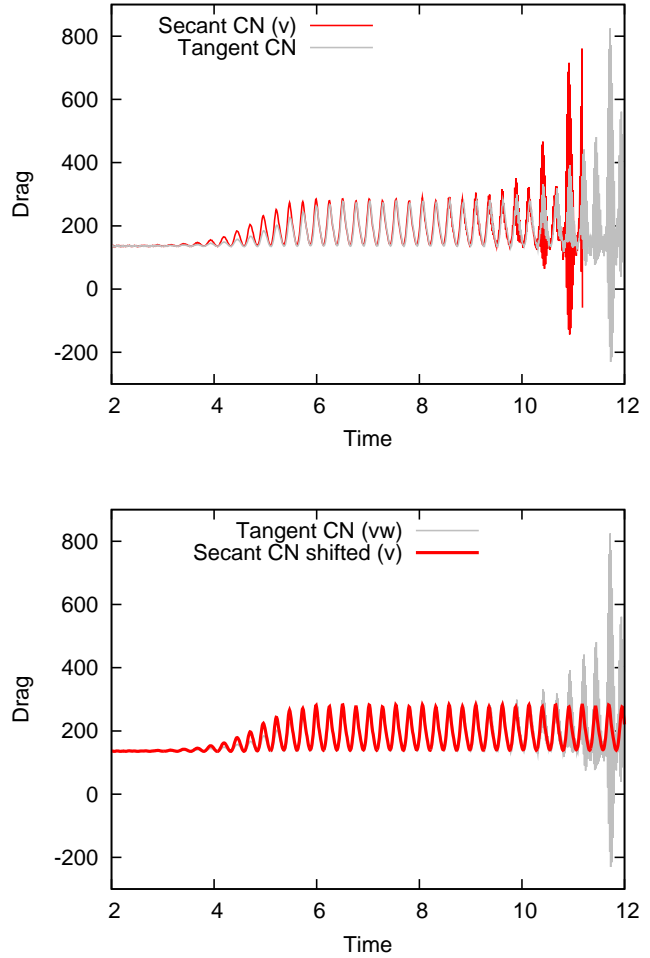 Secant CN (v)
Tangent CN
800
600
400
200
0
-200
Drag
2 4 6 8 10 12
Time
Tangent CN (vw)
Secant CN shifted (v)
800
600
400
200
0
-200
Drag
2 4 6 8 10 12
Time